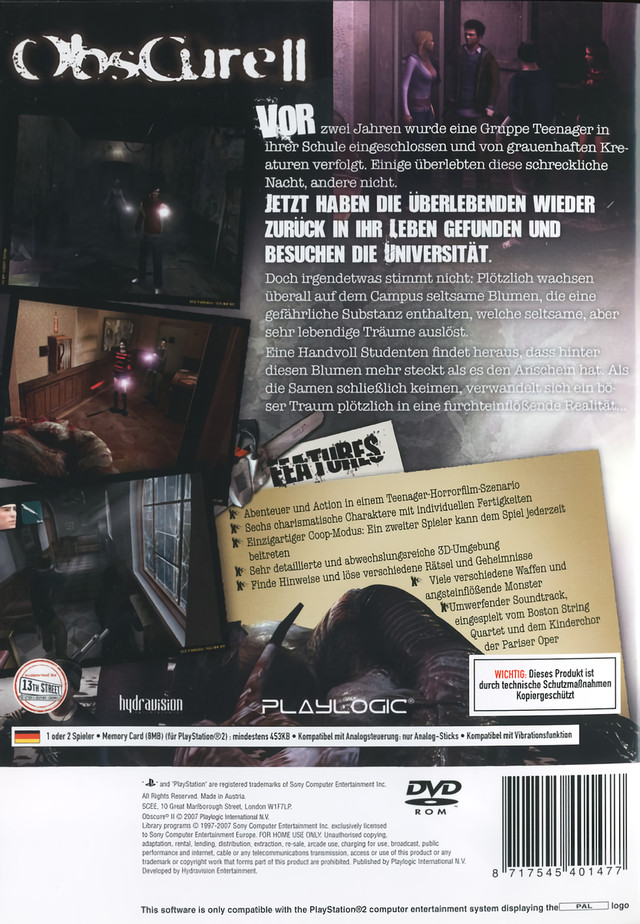 ObsCure II
VOR zwei Jahren wurde eine Gruppe Teenager in
ihrer Schule eingeschlossen und von grauenhaften Kre-
aturen verfolgt. Einige überlebten diese schreckliche
Nacht, andere nicht.
JETZT HABEN DIE ÜBERLEBENDEN WIEDER
ZURÜCK IN IHR LEBEN GEFUNDEN UND
BESUCHEN DIE UNIVERSITÄT.
Doch irgendetwas stimmt nicht: Plötzlich wachsen
überall auf dem Campus seltsame Blumen, die eine
gefährliche Substanz enthalten, welche seltsame, aber
sehr lebendige Träume auslöst.
Eine Handvoll Studenten findet heraus, dass hinter
diesen Blumen mehr steckt als es den Anschein hat. Als
die Samen schließlich keimen, verwandelt sich ein bö-
ser Traum plötzlich in eine furchteinflößende Realität...
FEATURES
Abenteuer und Action in einem Teenager-Horrorfilm-Szenario
Sechs charismatische Charaktere mit individuellen Fertigkeiten
Einzigartiger Coop-Modus: Ein zweiter Spieler kann dem Spiel jederzeit
beitreten
Sehr detaillierte und abwechslungsreiche 3D-Umgebung
Finde Hinweise und löse verschiedene Rätsel und Geheimnisse
Viele verschiedene Waffen und
angsteinflößende Monster
Umwerfender Soundtrack,
eingespielt vom Boston String
Quartet und dem Kinderchor
der Pariser Oper
WICHTIG: Dieses Produkt ist
durch technische Schutzmaßnahmen
Kopiergeschützt
13TH STREET
hydravision
PLAYLOGIC®
1 oder 2 Spieler • Memory Card (8MB) (für PlayStation®2) : mindestens 453KB • Kompatibel mit Analogsteuerung: nur Analog-Sticks • Kompatibel mit Vibrationsfunktion
" " and "PlayStation" are registered trademarks of Sony Computer Entertainment Inc.
All Rights Reserved. Made in Austria.
SCEE, 10 Great Marlborough Street, London W1F7LP.
Obscure® II © 2007 Playlogic International N.V.
Library programs © 1997-2007 Sony Computer Entertainment Inc. exclusively licensed
to Sony Computer Entertainment Europe. FOR HOME USE ONLY. Unauthorised copying,
adaptation, rental, lending, distribution, extraction, re-sale, arcade use, charging for use, broadcast, public
performance and internet, cable or any telecommunications transmission, access or use of this product or any
trademark or copyright work that forms part of this product are prohibited. Published by Playlogic International N.V.
Developed by Hydravision Entertainment.
DVD
ROM
8 717545 401477
This software is only compatible with the PlayStation®2 computer entertainment system displaying the PAL logo